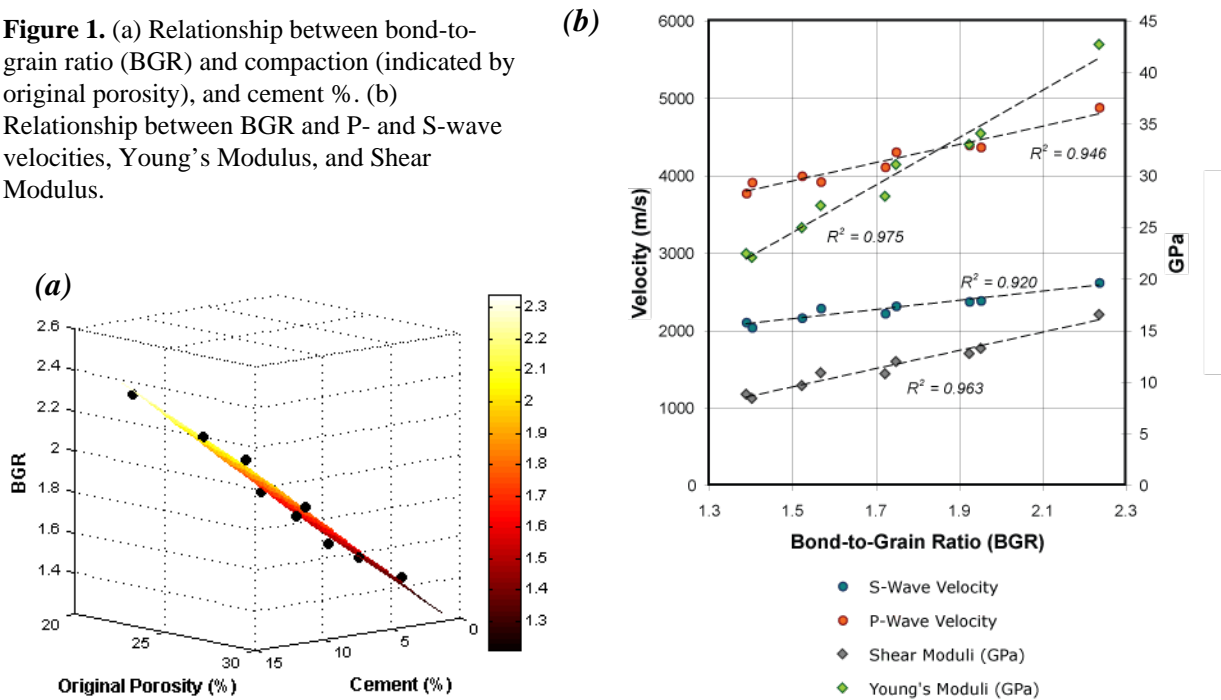 Figure 1. (a) Relationship between bond-to-
grain ratio (BGR) and compaction (indicated by
original porosity), and cement %. (b)
Relationship between BGR and P- and S-wave
velocities, Young's Modulus, and Shear
Modulus.
(a)
2.6
2.4
2.2
2
1.8
1.6
1.4
BGR
20
25
30
Original Porosity (%)
15
10
5
0
Cement (%)
2.3
2.2
2.1
2
1.9
1.8
1.7
1.6
1.5
1.4
1.3
(b)
6000
5000
4000
3000
2000
1000
0
Velocity (m/s)
45
40
35
30
25
20
15
10
5
0
GPa
R² = 0.946
R² = 0.975
R² = 0.920
R² = 0.963
1.3
1.5
1.7
1.9
2.1
2.3
Bond-to-Grain Ratio (BGR)
S-Wave Velocity
P-Wave Velocity
Shear Moduli (GPa)
Young's Moduli (GPa)